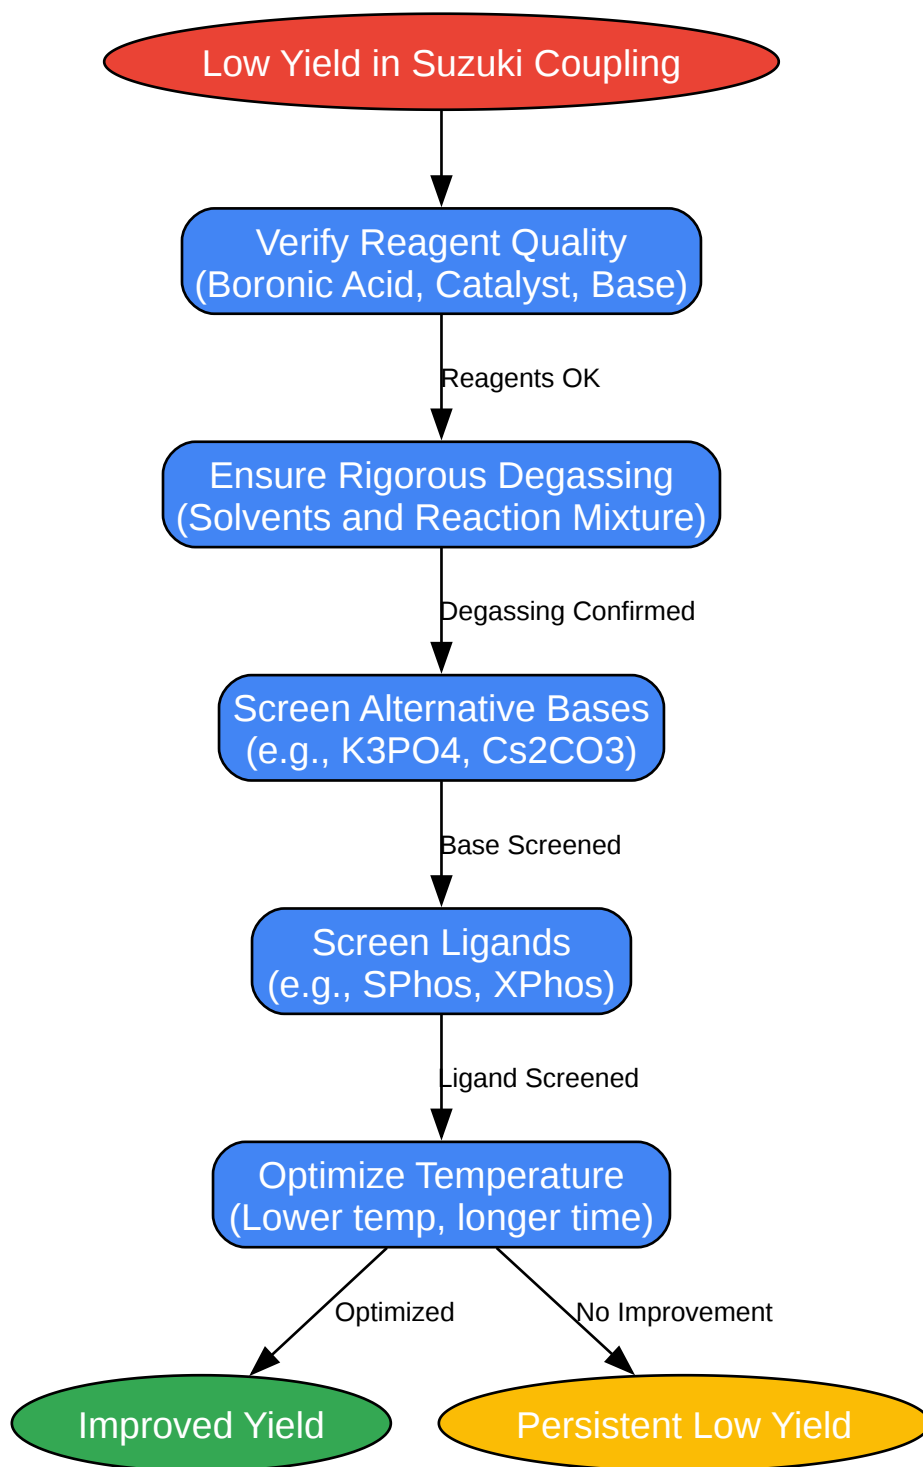 Low Yield in Suzuki Coupling
Verify Reagent Quality
(Boronic Acid, Catalyst, Base)
Reagents OK
Ensure Rigorous Degassing
(Solvents and Reaction Mixture)
Degassing Confirmed
Screen Alternative Bases
(e.g., K3PO4, Cs2CO3)
Base Screened
Screen Ligands
(e.g., SPhos, XPhos)
Ligand Screened
Optimize Temperature
(Lower temp, longer time)
Optimized
No Improvement
Improved Yield
Persistent Low Yield